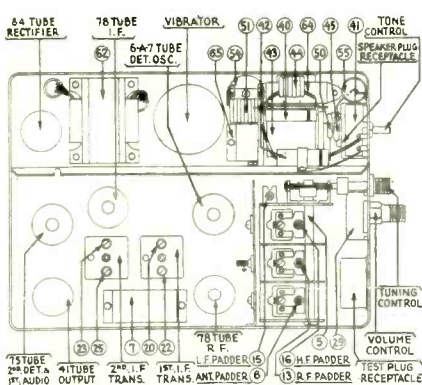 84 TUBE
RECTIFIER
78 TUBE
I.F.
VIBRATOR
6-A-7 TUBE
DET. OSC.
TONE
CONTROL
SPEAKER PLUG
RECEPTACLE
62
65
54
51
42
40
43
44
64
50
45
55
41
TUNING
CONTROL
VOLUME
CONTROL
TEST PLUG
RECEPTACLE
23
25
7
20
22
5
29
75 TUBE
2ND. DET. &
1ST. AUDIO
41 TUBE
OUTPUT
2ND. I.F.
TRANS.
1ST. I.F.
TRANS.
78 TUBE
R.F.
L.F. PADDER 15
ANT. PADDER 6
16 H.F. PADDER
13 R.F. PADDER